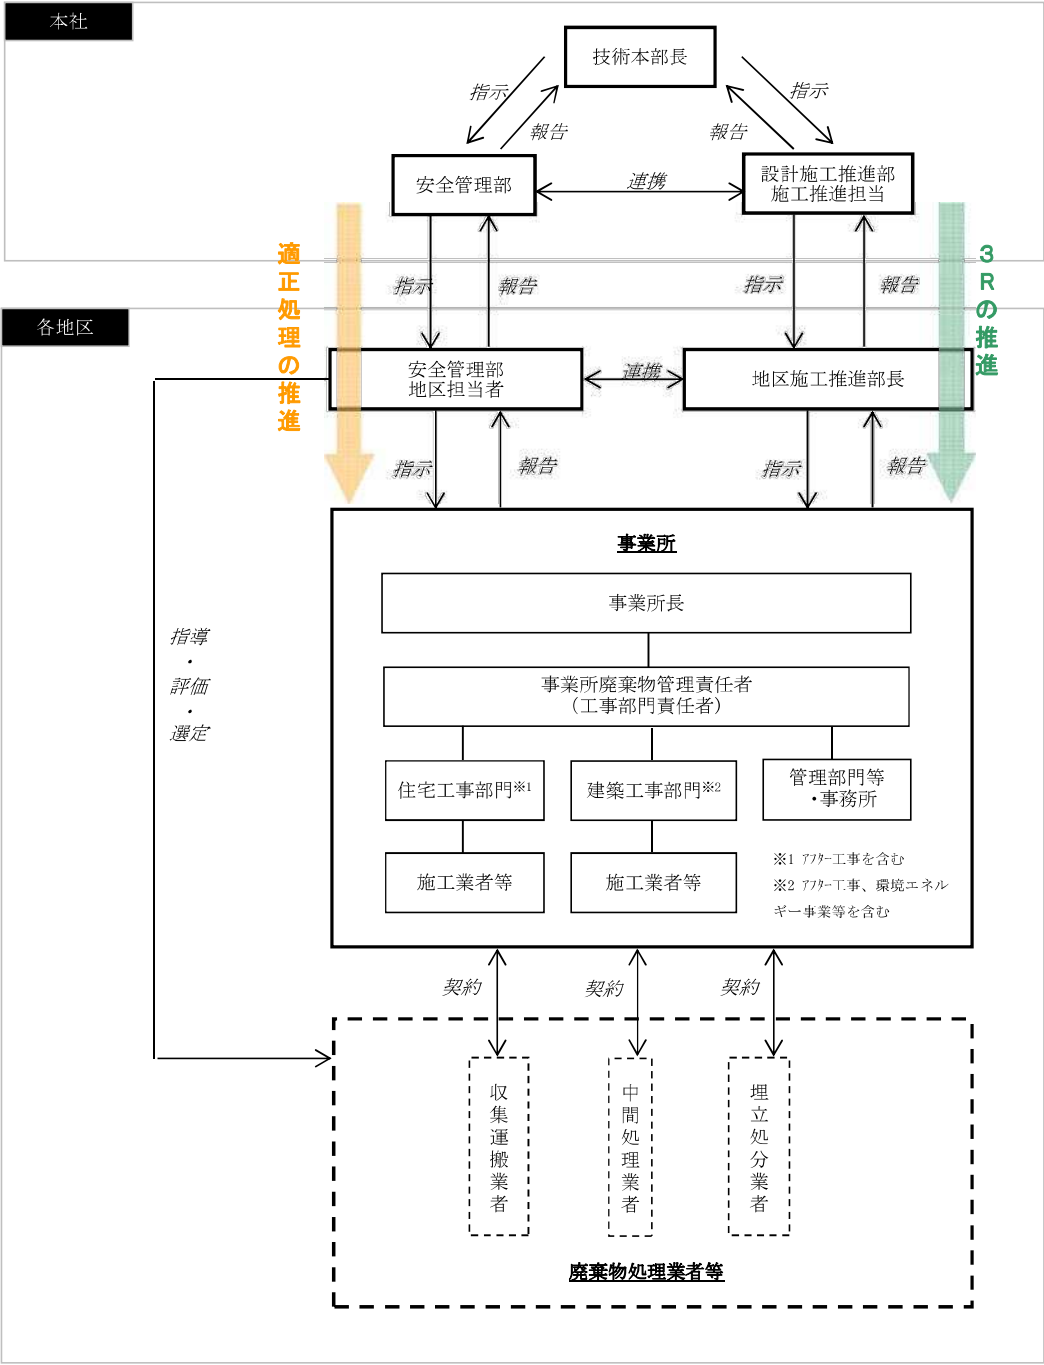 本社
技術本部長
指示
指示
報告
報告
安全管理部
連携
設計施工推進部
施工推進担当
適正処理の推進
3Rの推進
指示
報告
指示
報告
各地区
安全管理部
地区担当者
連携
地区施工推進部長
指示
報告
指示
報告
事業所
事業所長
指導
・
評価
・
選定
事業所廃棄物管理責任者
（工事部門責任者）
住宅工事部門※1
建築工事部門※2
管理部門等
・事務所
施工業者等
施工業者等
※1 ｱﾌﾀｰ工事を含む
※2 ｱﾌﾀｰ工事、環境エネル
ギー事業等を含む
契約
契約
契約
収集運搬業者
中間処理業者
埋立処分業者
廃棄物処理業者等